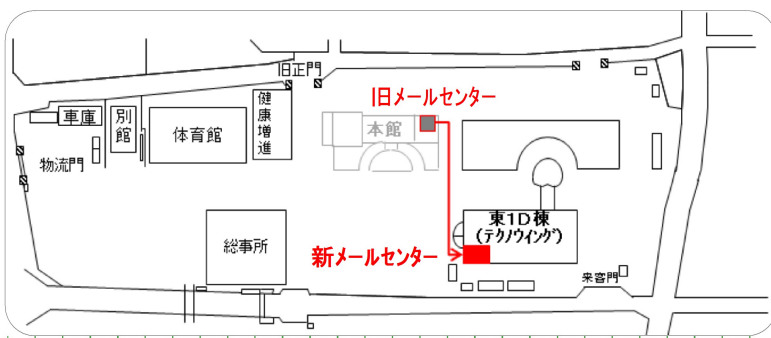 旧正門
旧メールセンター
車庫
別館
体育館
健康増進
本館
物流門
東1D棟
(テクノウイング)
総事所
新メールセンター
来客門